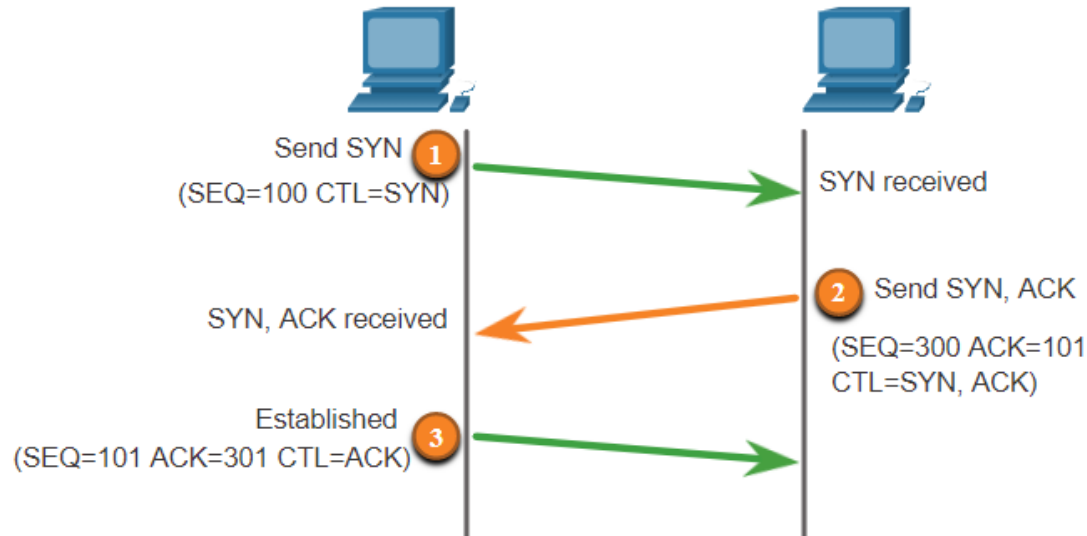 Send SYN 1
(SEQ=100 CTL=SYN)
SYN received
2 Send SYN, ACK
SYN, ACK received
(SEQ=300 ACK=101
CTL=SYN, ACK)
Established 3
(SEQ=101 ACK=301 CTL=ACK)